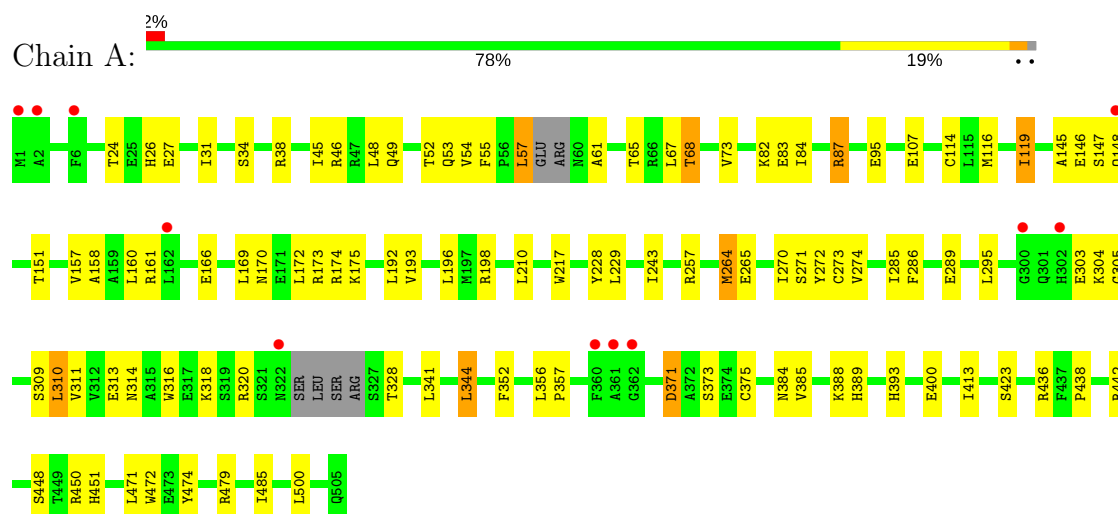 2%
Chain A:
78% 19% • •
M1 A2 F6 T24 E25 H26 E27 I31 S34 R38 I45 R46 R47 L48 Q49 T52 Q53 V54 F55 P56 L57 GLU ARG N60 A61 T65 R66 L67 T68 V73 K82 E83 I84 R87 E95 E107 C114 L115 M116 I119 A145 E146 S147
T151 V157 A158 A159 L160 R161 L162 E166 L169 N170 E171 L172 R173 R174 K175 L192 V193 L196 M197 R198 L210 W217 Y228 L229 I243 R257 M264 E265 I270 S271 Y272 C273 V274 I285 F286 E289 L295 G300 Q301 H302 E303 K304 G305
S309 L310 V311 V312 E313 N314 A315 W316 E317 K318 S319 R320 S321 N322 SER LEU SER ARG S327 T328 L341 L344 F352 L356 P357 F360 A361 G362 D371 A372 S373 E374 C375 N384 V385 K388 H389 H393 E400 I413 S423 R436 F437 P438
S448 T449 R450 H451 L471 W472 E473 Y474 R479 I485 L500 Q505